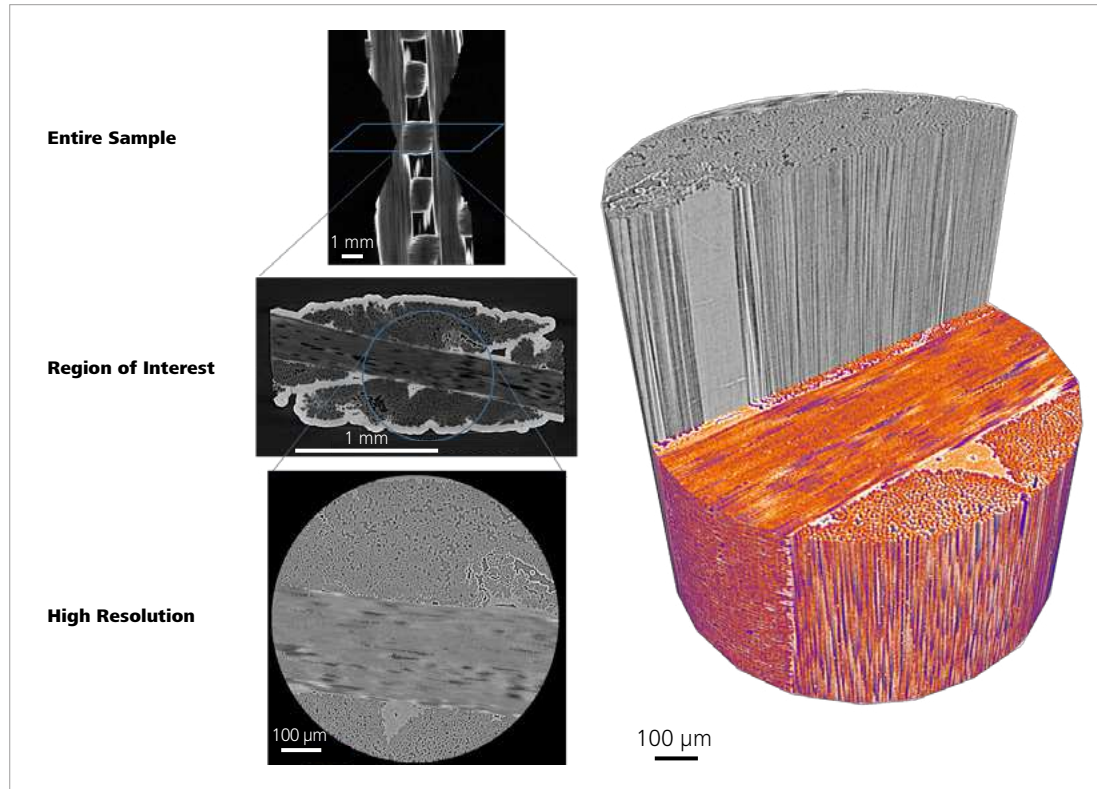 Entire Sample
1 mm
Region of Interest
1 mm
High Resolution
100 µm
100 µm